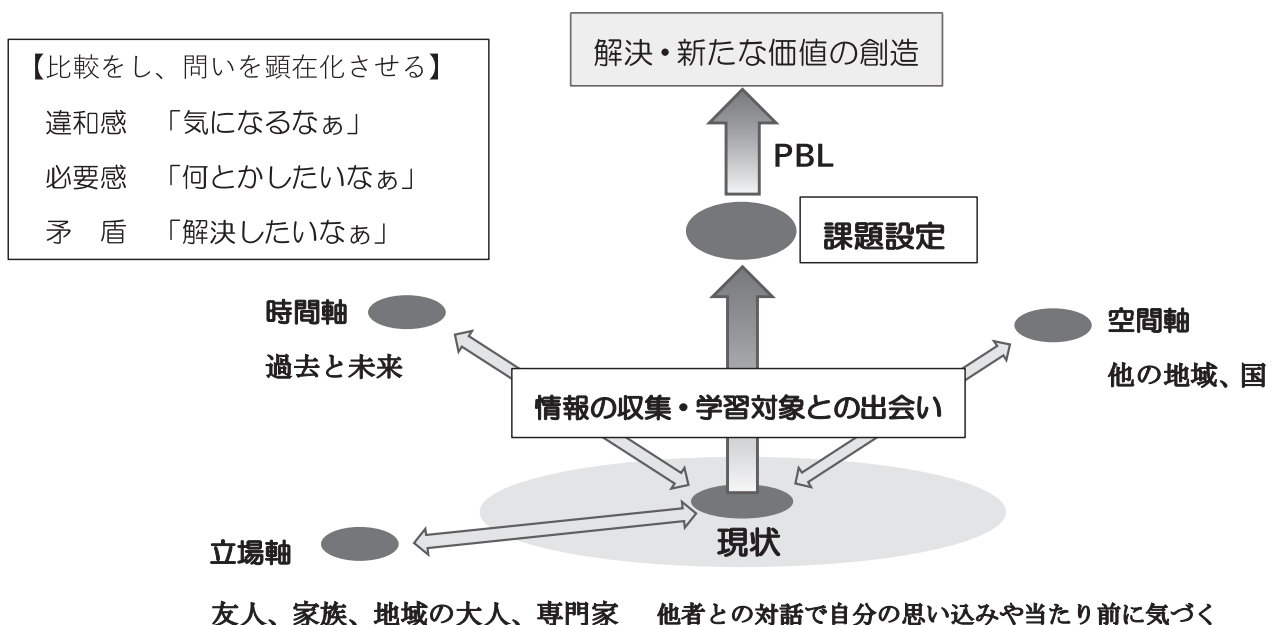 解決・新たな価値の創造
【比較をし、問いを顕在化させる】
違和感 「気になるなぁ」
必要感 「何とかしたいなぁ」
矛 盾 「解決したいなぁ」
PBL
課題設定
時間軸
過去と未来
空間軸
他の地域、国
情報の収集・学習対象との出会い
現状
立場軸
友人、家族、地域の大人、専門家 他者との対話で自分の思い込みや当たり前に気づく